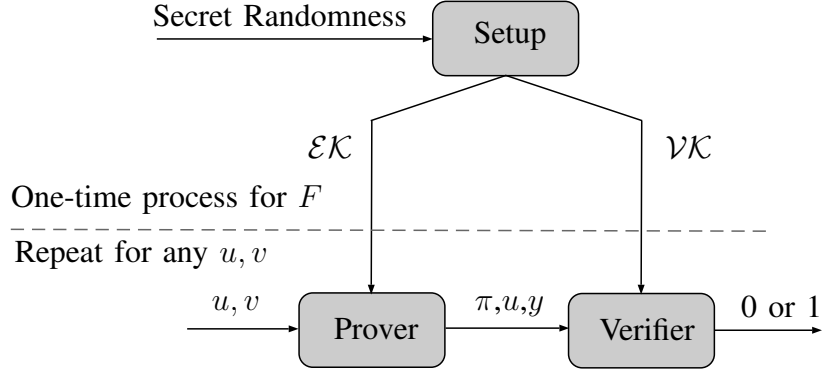 Secret Randomness
Setup
ℰ𝒦
𝒱𝒦
One-time process for F
Repeat for any u, v
u, v
Prover
π,u,y
Verifier
0 or 1